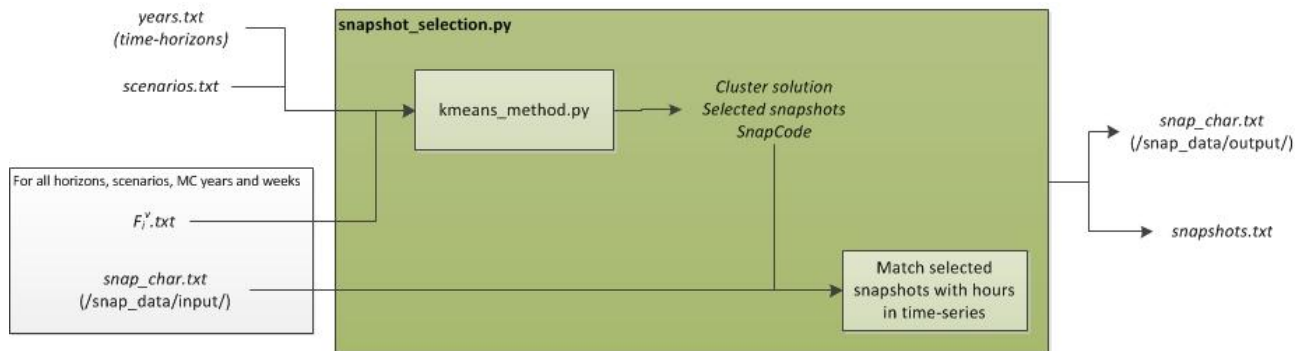 years.txt
(time-horizons)
scenarios.txt
snapshot_selection.py
kmeans_method.py
Cluster solution
Selected snapshots
SnapCode
For all horizons, scenarios, MC years and weeks
Fᵢᵛ.txt
snap_char.txt
(/snap_data/input/)
Match selected
snapshots with hours
in time-series
snap_char.txt
(/snap_data/output/)
snapshots.txt